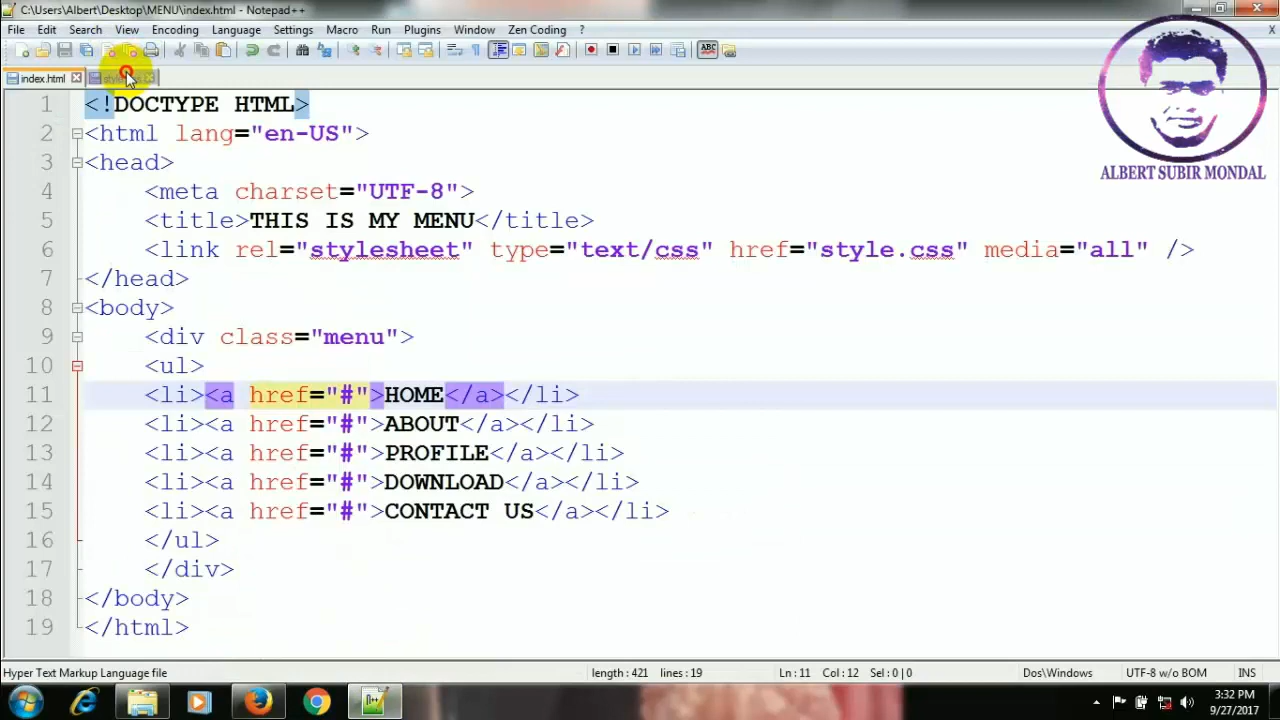 C:\Users\Albert\Desktop\MENU\index.html - Notepad++
File Edit Search View Encoding Language Settings Macro Run Plugins Window Zen Coding ? X
ABC
index.html
ALBERT SUBIR MONDAL
1 <!DOCTYPE HTML>
2 <html lang="en-US">
3 <head>
4 <meta charset="UTF-8">
5 <title>THIS IS MY MENU</title>
6 <link rel="stylesheet" type="text/css" href="style.css" media="all" />
7 </head>
8 <body>
9 <div class="menu">
10 <ul>
11 <li><a href="#">HOME</a></li>
12 <li><a href="#">ABOUT</a></li>
13 <li><a href="#">PROFILE</a></li>
14 <li><a href="#">DOWNLOAD</a></li>
15 <li><a href="#">CONTACT US</a></li>
16 </ul>
17 </div>
18 </body>
19 </html>
Hyper Text Markup Language file length : 421 lines : 19 Ln : 11 Col : 12 Sel : 0 | 0 Dos\Windows UTF-8 w/o BOM INS
3:32 PM
9/27/2017